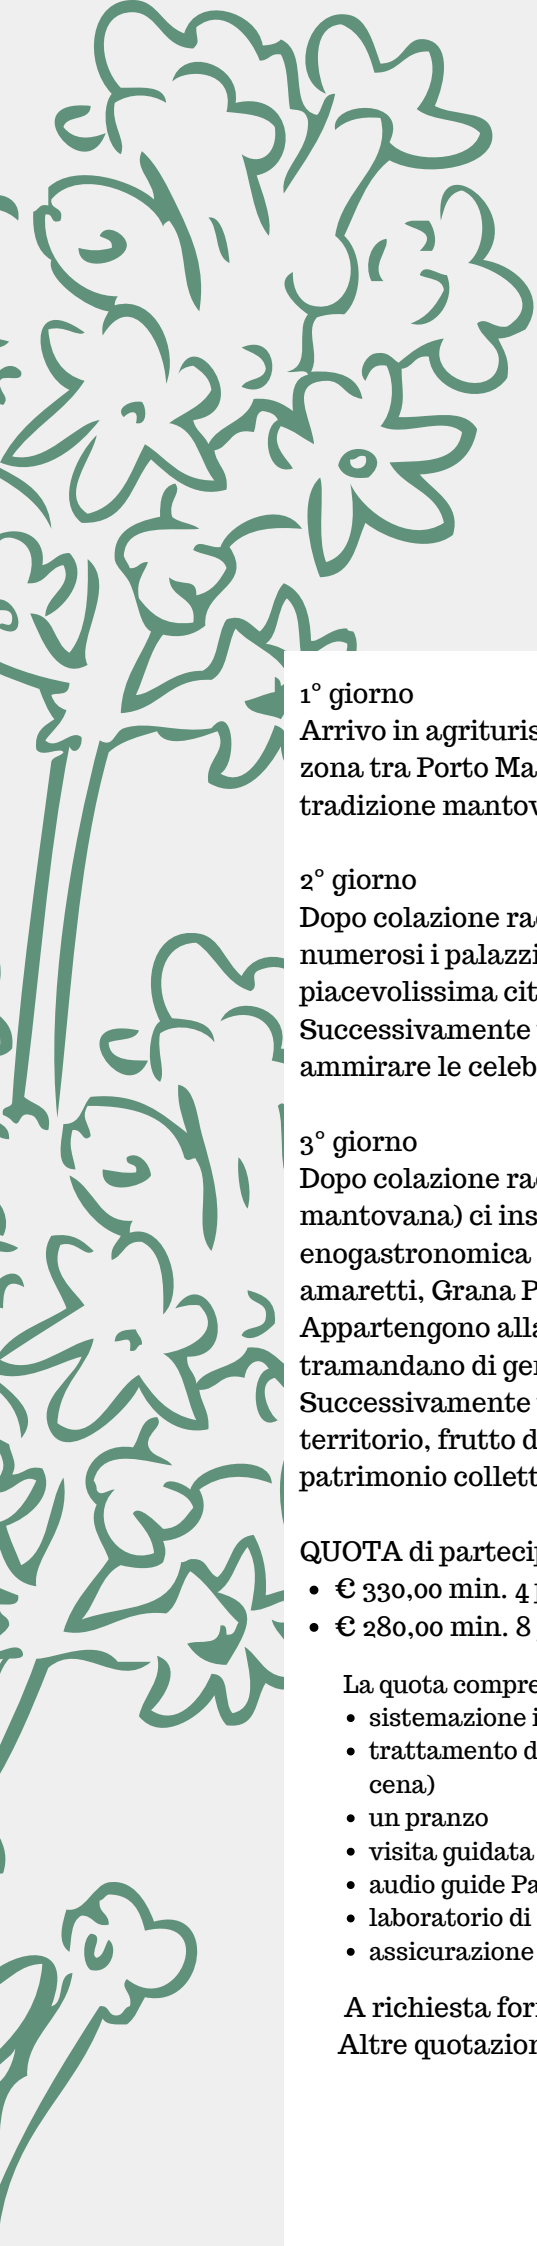 1° giorno
Arrivo in agrituris
zona tra Porto Ma
tradizione mantov
2° giorno
Dopo colazione ra
numerosi i palazzi
piacevolissima cit
Successivamente
ammirare le celeb
3° giorno
Dopo colazione ra
mantovana) ci ins
enogastronomica
amaretti, Grana P
Appartengono alla
tramandano di ger
Successivamente
territorio, frutto d
patrimonio collett
QUOTA di parteci
• € 330,00 min. 4
• € 280,00 min. 8
La quota compre
• sistemazione i
• trattamento d
cena)
• un pranzo
• visita guidata
• audio guide Pa
• laboratorio di
• assicurazione
A richiesta for
Altre quotazion